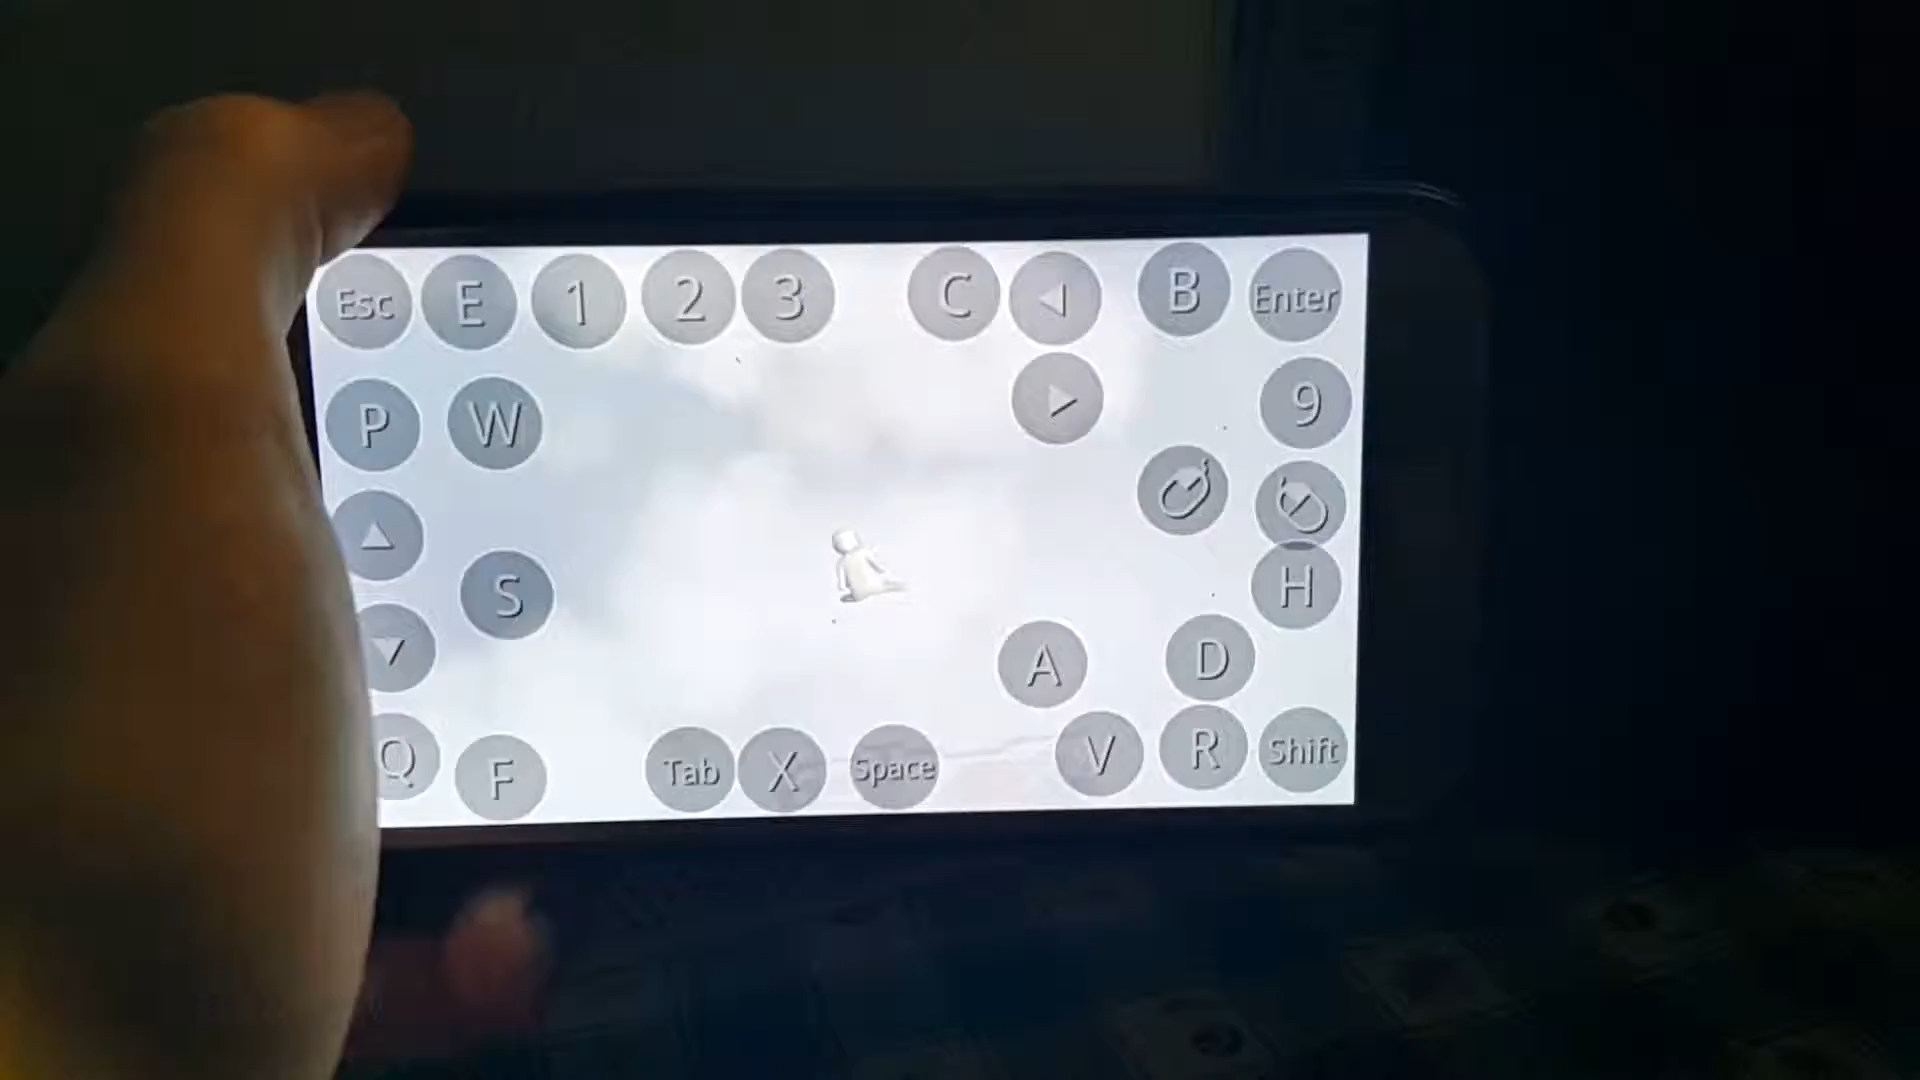 Esc E 1 2 3 C B Enter
P W 9
S H
A D
Q F Tab X Space V R Shift